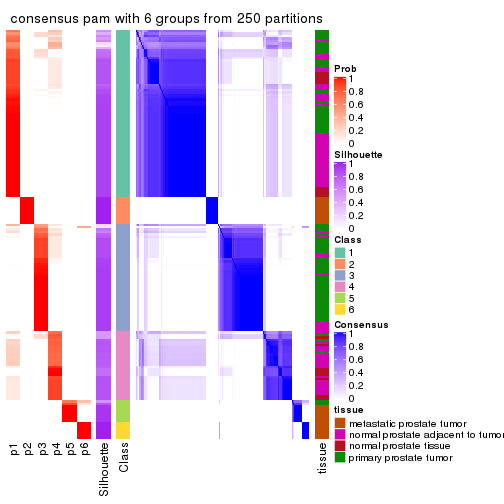 consensus pam with 6 groups from 250 partitions
Prob
1
0.8
0.6
0.4
0.2
0
Silhouette
1
0.8
0.6
0.4
0.2
0
Class
1
2
3
4
5
6
Consensus
1
0.8
0.6
0.4
0.2
0
tissue
metastatic prostate tumor
normal prostate adjacent to tumor
normal prostate tissue
primary prostate tumor
p1
p2
p3
p4
p5
p6
Silhouette
Class
tissue